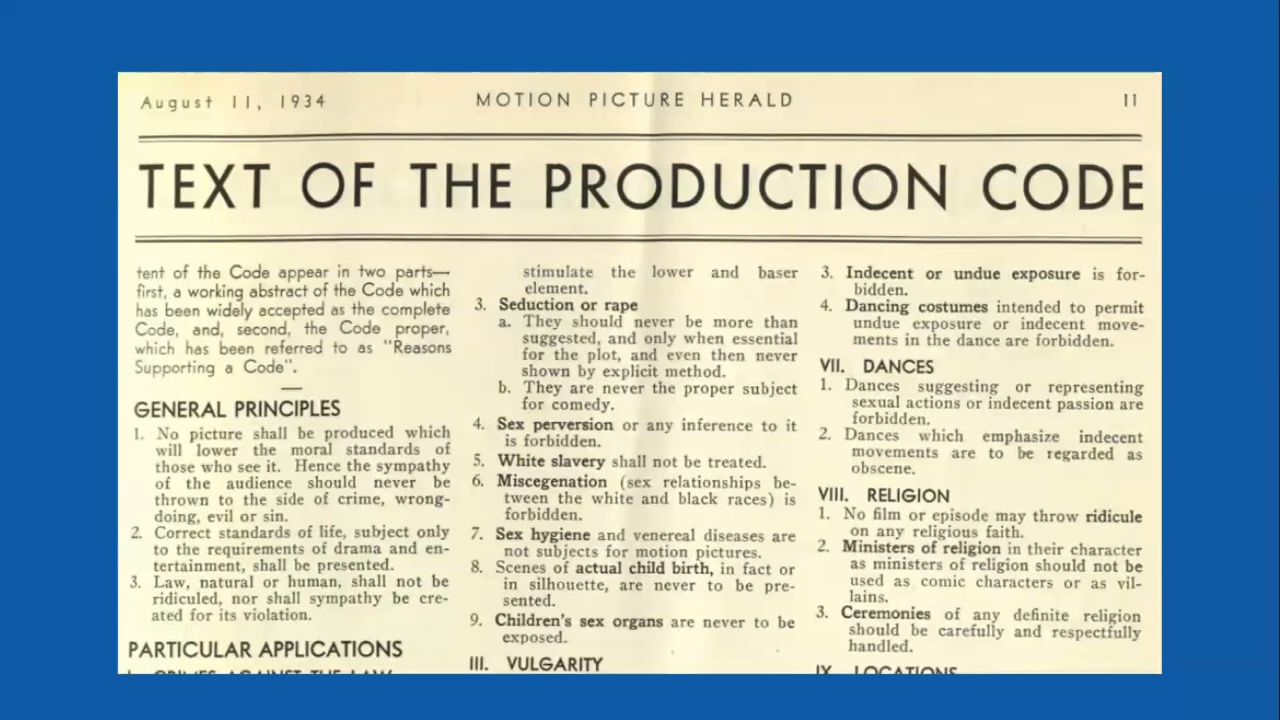 August 11, 1934 MOTION PICTURE HERALD 11
TEXT OF THE PRODUCTION CODE
tent of the Code appear in two parts—
first, a working abstract of the Code which
has been widely accepted as the complete
Code, and, second, the Code proper,
which has been referred to as "Reasons
Supporting a Code".
GENERAL PRINCIPLES
1. No picture shall be produced which
will lower the moral standards of
those who see it. Hence the sympathy
of the audience should never be
thrown to the side of crime, wrong-
doing, evil or sin.
2. Correct standards of life, subject only
to the requirements of drama and en-
tertainment, shall be presented.
3. Law, natural or human, shall not be
ridiculed, nor shall sympathy be cre-
ated for its violation.
PARTICULAR APPLICATIONS
I. CRIMES AGAINST THE LAW
stimulate the lower and baser
element.
3. Seduction or rape
a. They should never be more than
suggested, and only when essential
for the plot, and even then never
shown by explicit method.
b. They are never the proper subject
for comedy.
4. Sex perversion or any inference to it
is forbidden.
5. White slavery shall not be treated.
6. Miscegenation (sex relationships be-
tween the white and black races) is
forbidden.
7. Sex hygiene and venereal diseases are
not subjects for motion pictures.
8. Scenes of actual child birth, in fact or
in silhouette, are never to be pre-
sented.
9. Children's sex organs are never to be
exposed.
III. VULGARITY
3. Indecent or undue exposure is for-
bidden.
4. Dancing costumes intended to permit
undue exposure or indecent move-
ments in the dance are forbidden.
VII. DANCES
1. Dances suggesting or representing
sexual actions or indecent passion are
forbidden.
2. Dances which emphasize indecent
movements are to be regarded as
obscene.
VIII. RELIGION
1. No film or episode may throw ridicule
on any religious faith.
2. Ministers of religion in their character
as ministers of religion should not be
used as comic characters or as vil-
lains.
3. Ceremonies of any definite religion
should be carefully and respectfully
handled.
IX. LOCATIONS